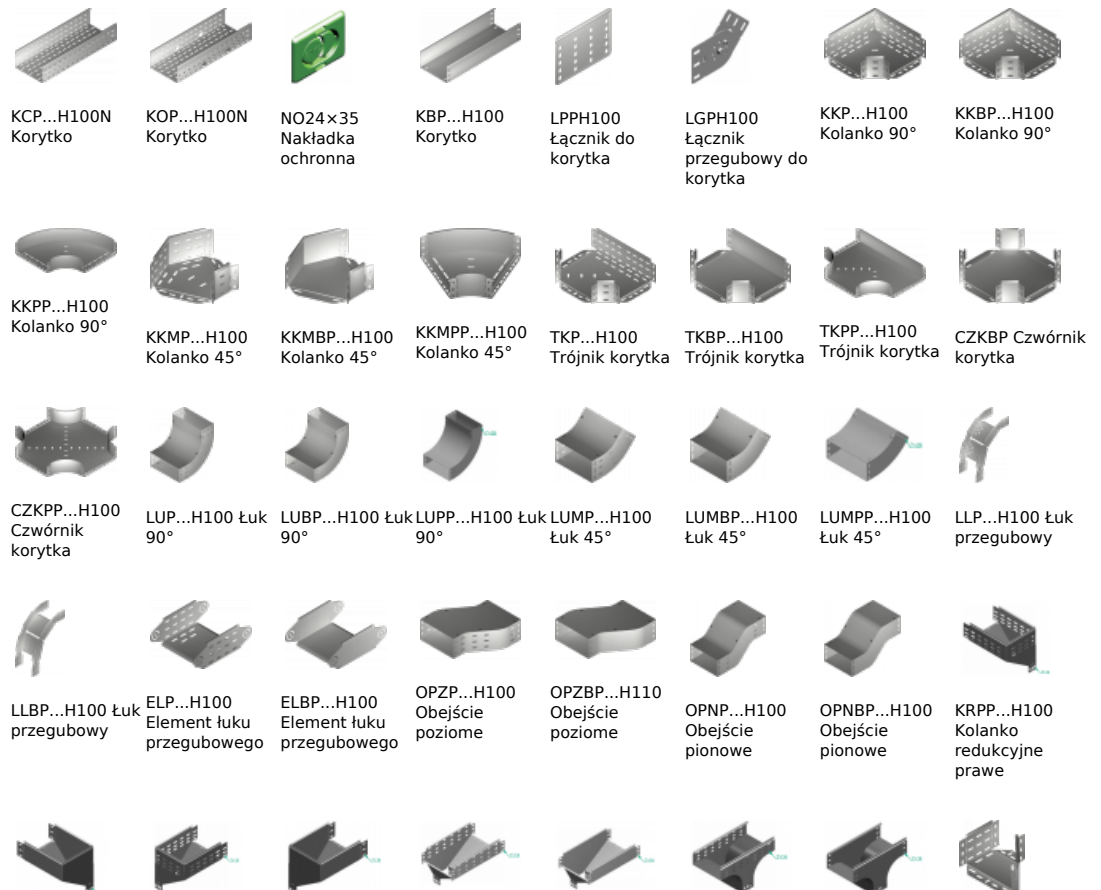 KCP...H100N
Korytko
KOP...H100N
Korytko
NO24×35
Nakładka
ochronna
KBP...H100
Korytko
LPPH100
Łącznik do
korytka
LGPH100
Łącznik
przegubowy do
korytka
KKP...H100
Kolanko 90°
KKBP...H100
Kolanko 90°
KKPP...H100
Kolanko 90°
KKMP...H100
Kolanko 45°
KKMBP...H100
Kolanko 45°
KKMPP...H100
Kolanko 45°
TKP...H100
Trójnik korytka
TKBP...H100
Trójnik korytka
TKPP...H100
Trójnik korytka
CZKBP Czwórnik
korytka
CZKPP...H100
Czwórnik
korytka
LUP...H100 Łuk
90°
LUBP...H100 Łuk
90°
LUPP...H100 Łuk
90°
LUMP...H100
Łuk 45°
LUMBP...H100
Łuk 45°
LUMPP...H100
Łuk 45°
LLP...H100 Łuk
przegubowy
LLBP...H100 Łuk
przegubowy
ELP...H100
Element łuku
przegubowego
ELBP...H100
Element łuku
przegubowego
OPZP...H100
Obejście
poziome
OPZBP...H110
Obejście
poziome
OPNP...H100
Obejście
pionowe
OPNBP...H100
Obejście
pionowe
KRPP...H100
Kolanko
redukcyjne
prawe